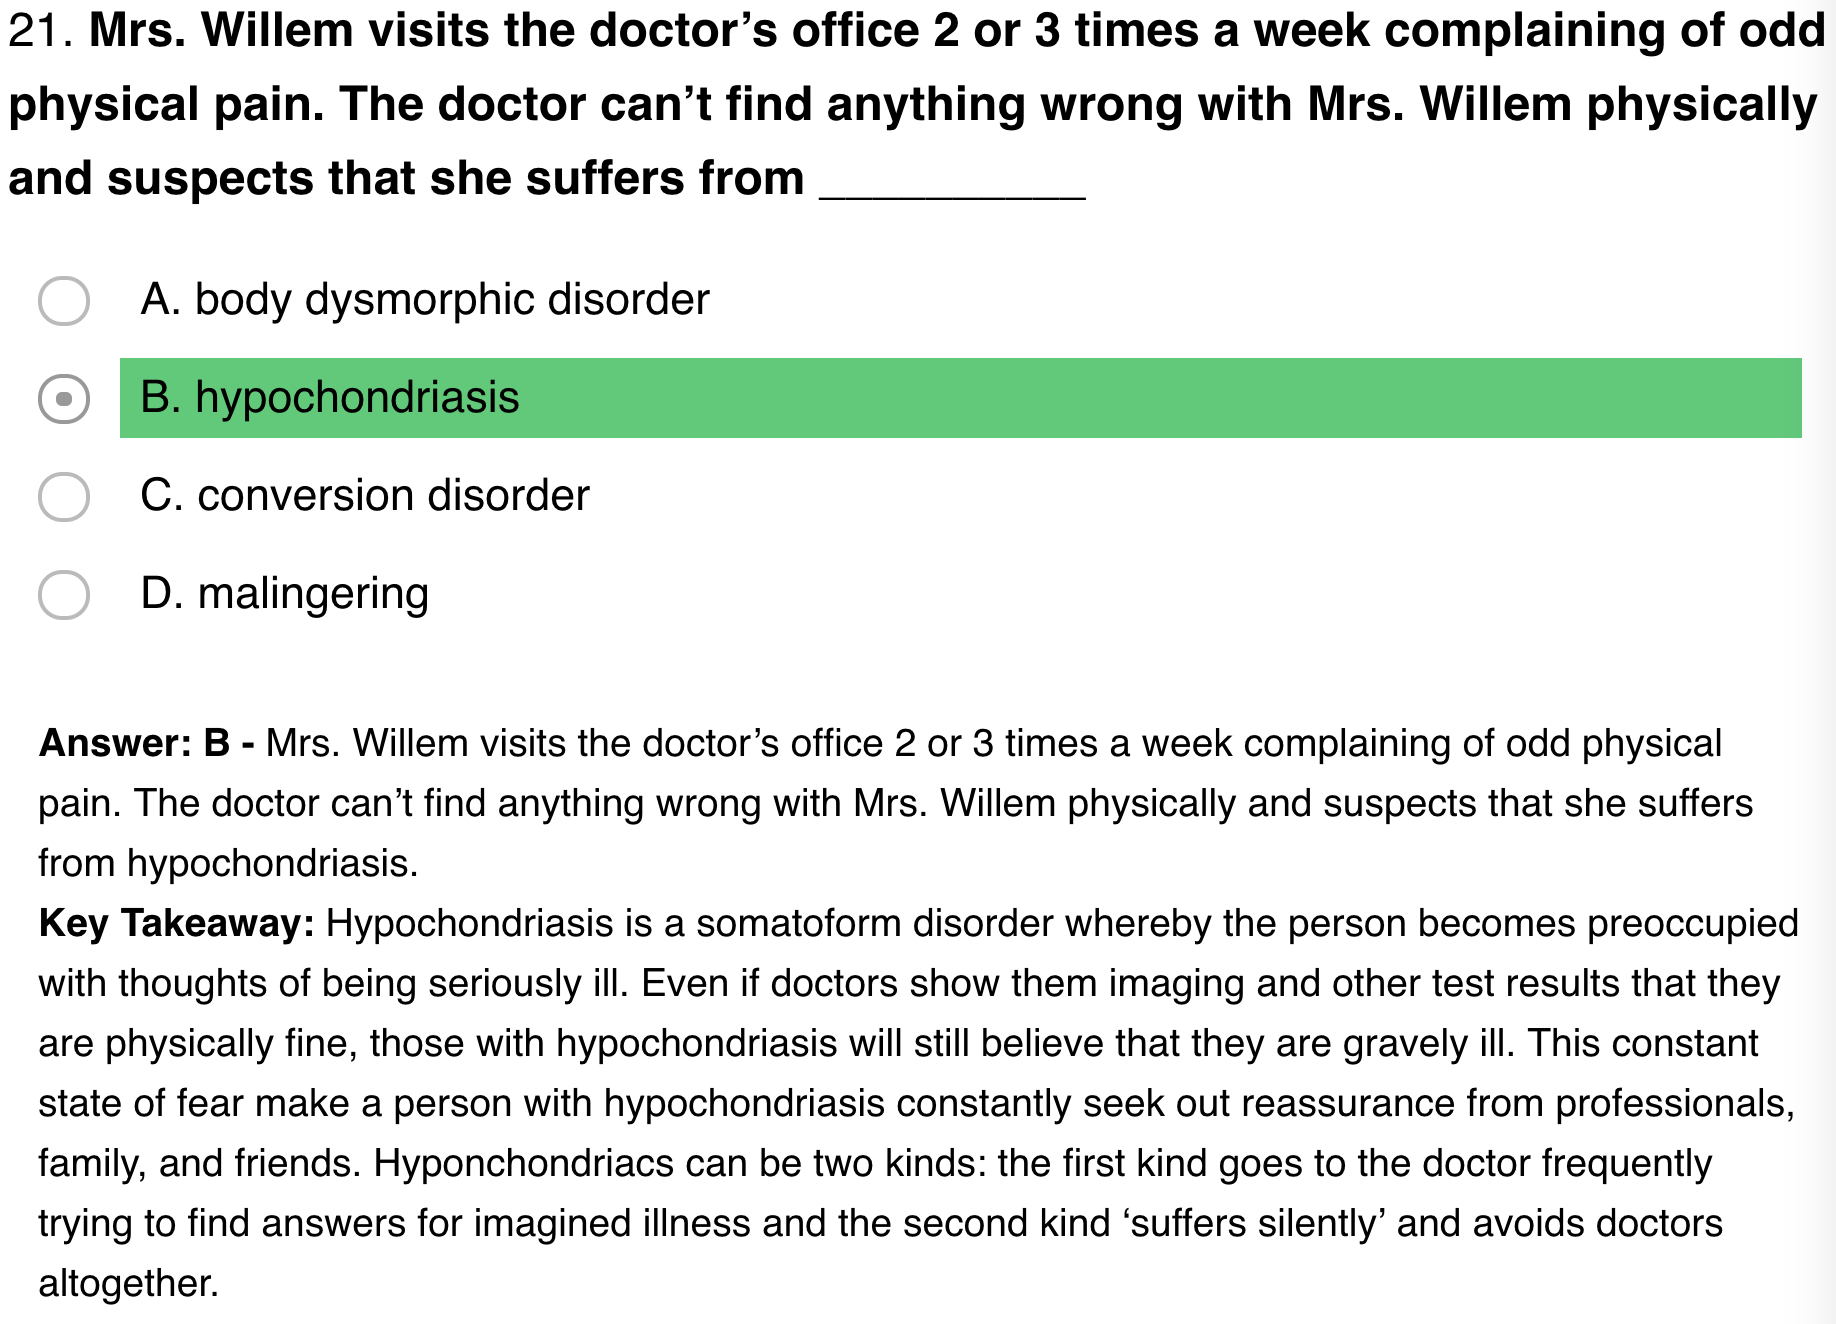 21. Mrs. Willem visits the doctor’s office 2 or 3 times a week complaining of odd
physical pain. The doctor can’t find anything wrong with Mrs. Willem physically
and suspects that she suffers from __________
A. body dysmorphic disorder
B. hypochondriasis
C. conversion disorder
D. malingering
Answer: B - Mrs. Willem visits the doctor’s office 2 or 3 times a week complaining of odd physical
pain. The doctor can’t find anything wrong with Mrs. Willem physically and suspects that she suffers
from hypochondriasis.
Key Takeaway: Hypochondriasis is a somatoform disorder whereby the person becomes preoccupied
with thoughts of being seriously ill. Even if doctors show them imaging and other test results that they
are physically fine, those with hypochondriasis will still believe that they are gravely ill. This constant
state of fear make a person with hypochondriasis constantly seek out reassurance from professionals,
family, and friends. Hyponchondriacs can be two kinds: the first kind goes to the doctor frequently
trying to find answers for imagined illness and the second kind ‘suffers silently’ and avoids doctors
altogether.